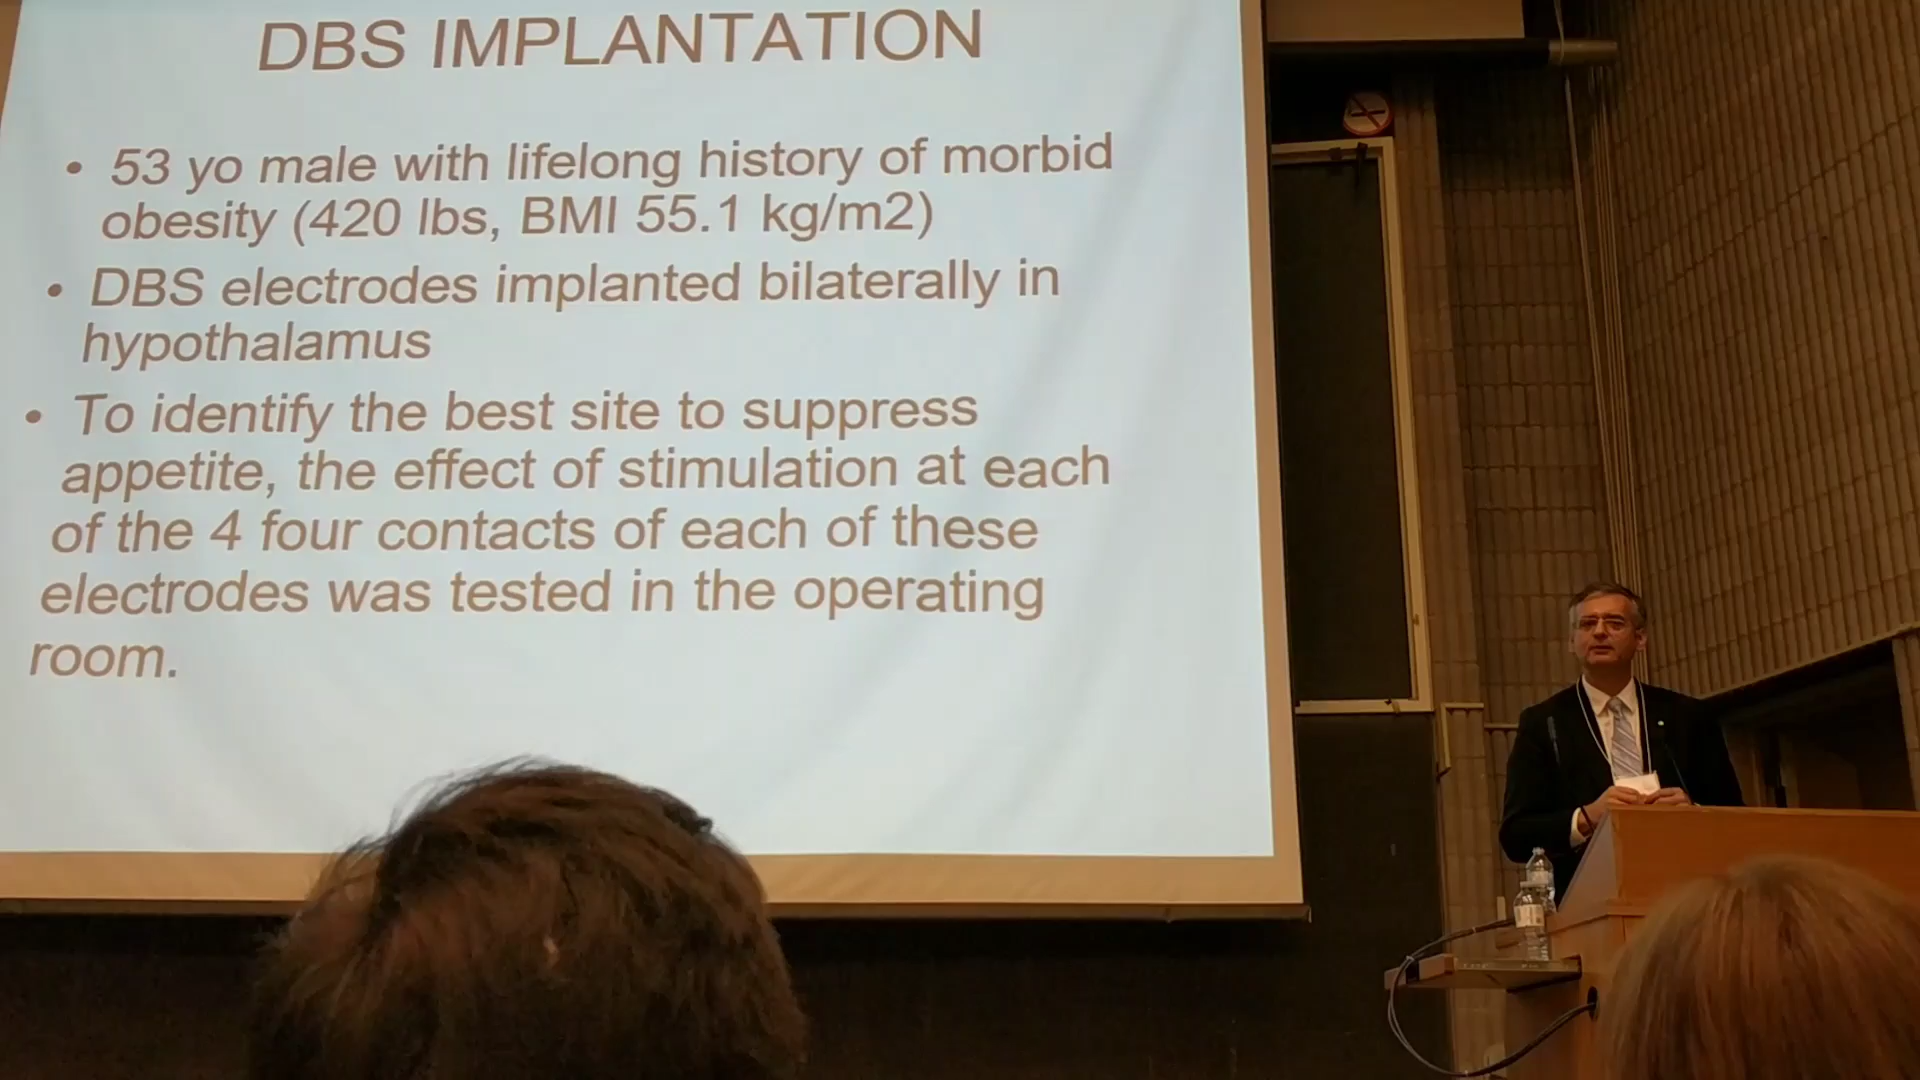 DBS IMPLANTATION
• 53 yo male with lifelong history of morbid
obesity (420 lbs, BMI 55.1 kg/m2)
• DBS electrodes implanted bilaterally in
hypothalamus
• To identify the best site to suppress
appetite, the effect of stimulation at each
of the 4 four contacts of each of these
electrodes was tested in the operating
room.